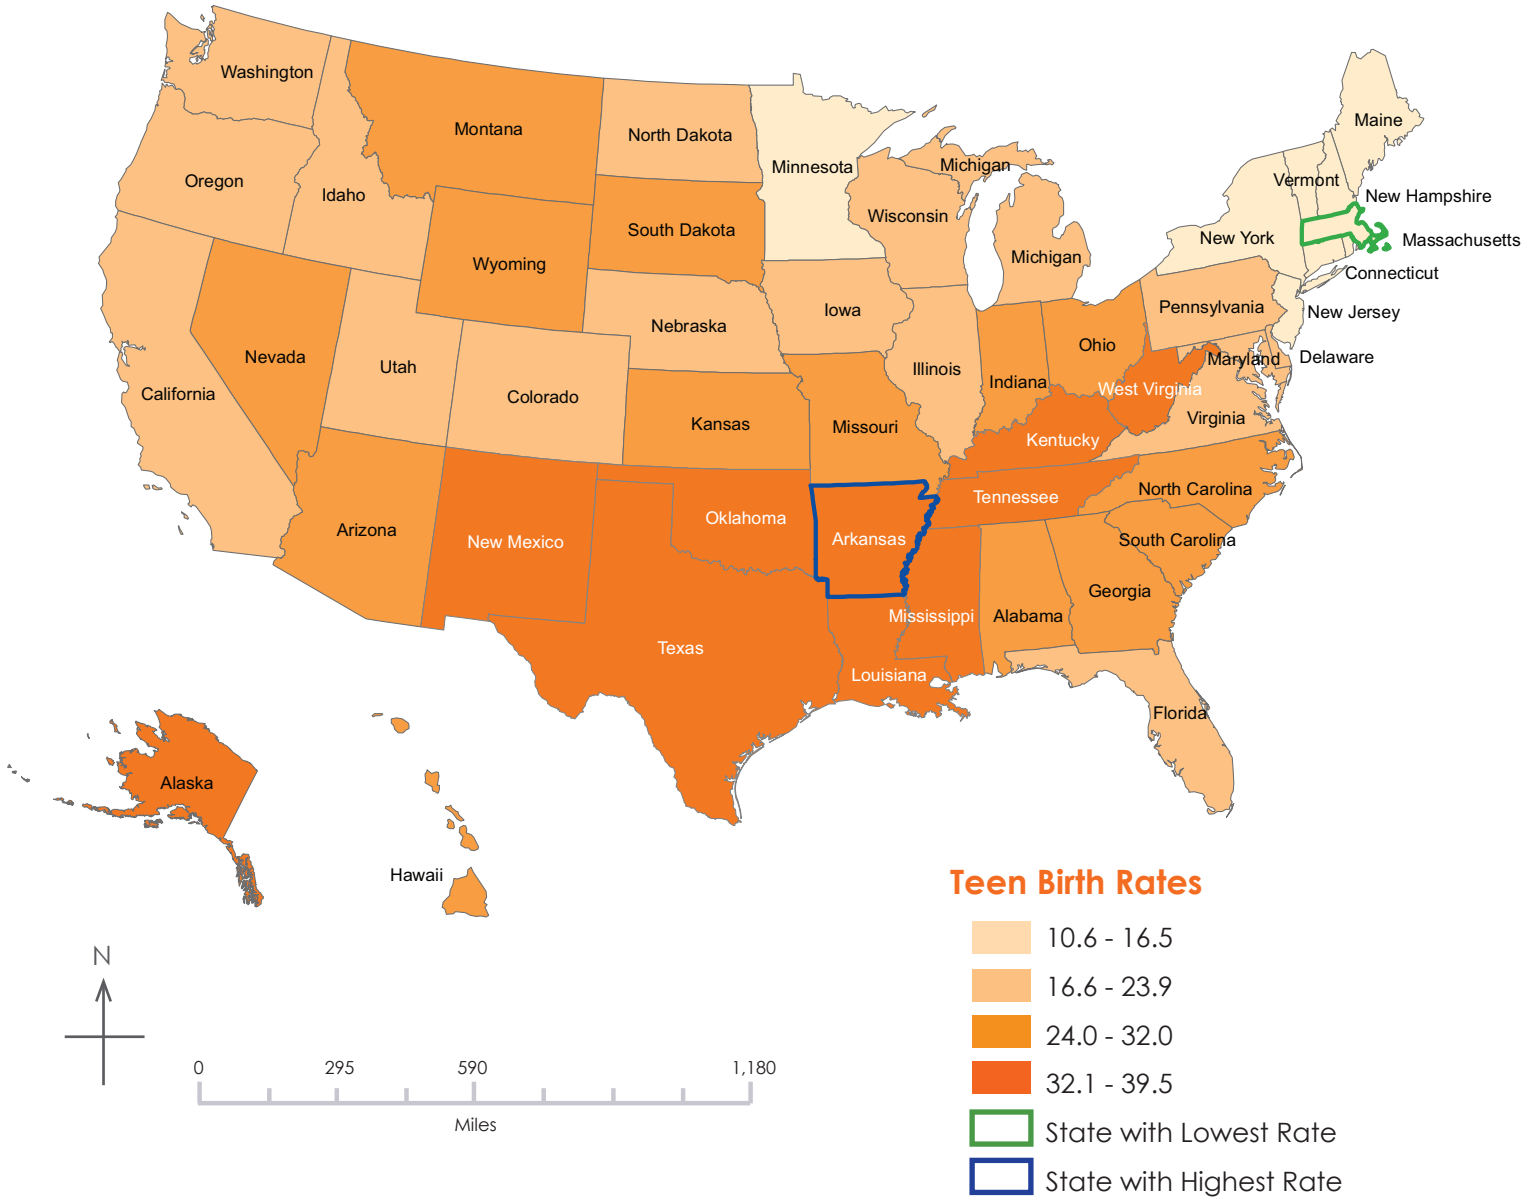 Washington
Montana
North Dakota
Minnesota
Maine
Oregon
Idaho
Michigan
Vermont
New Hampshire
Wisconsin
South Dakota
New York
Massachusetts
Wyoming
Michigan
Connecticut
Iowa
Pennsylvania
New Jersey
Nebraska
Nevada
Utah
Illinois
Ohio
Maryland
Delaware
California
Colorado
Indiana
West Virginia
Kansas
Missouri
Virginia
Kentucky
Arizona
New Mexico
Oklahoma
Arkansas
Tennessee
North Carolina
South Carolina
Georgia
Texas
Mississippi
Alabama
Louisiana
Florida
Alaska
Hawaii
Teen Birth Rates
10.6 - 16.5
16.6 - 23.9
24.0 - 32.0
32.1 - 39.5
State with Lowest Rate
State with Highest Rate
N
0 295 590 1,180
Miles